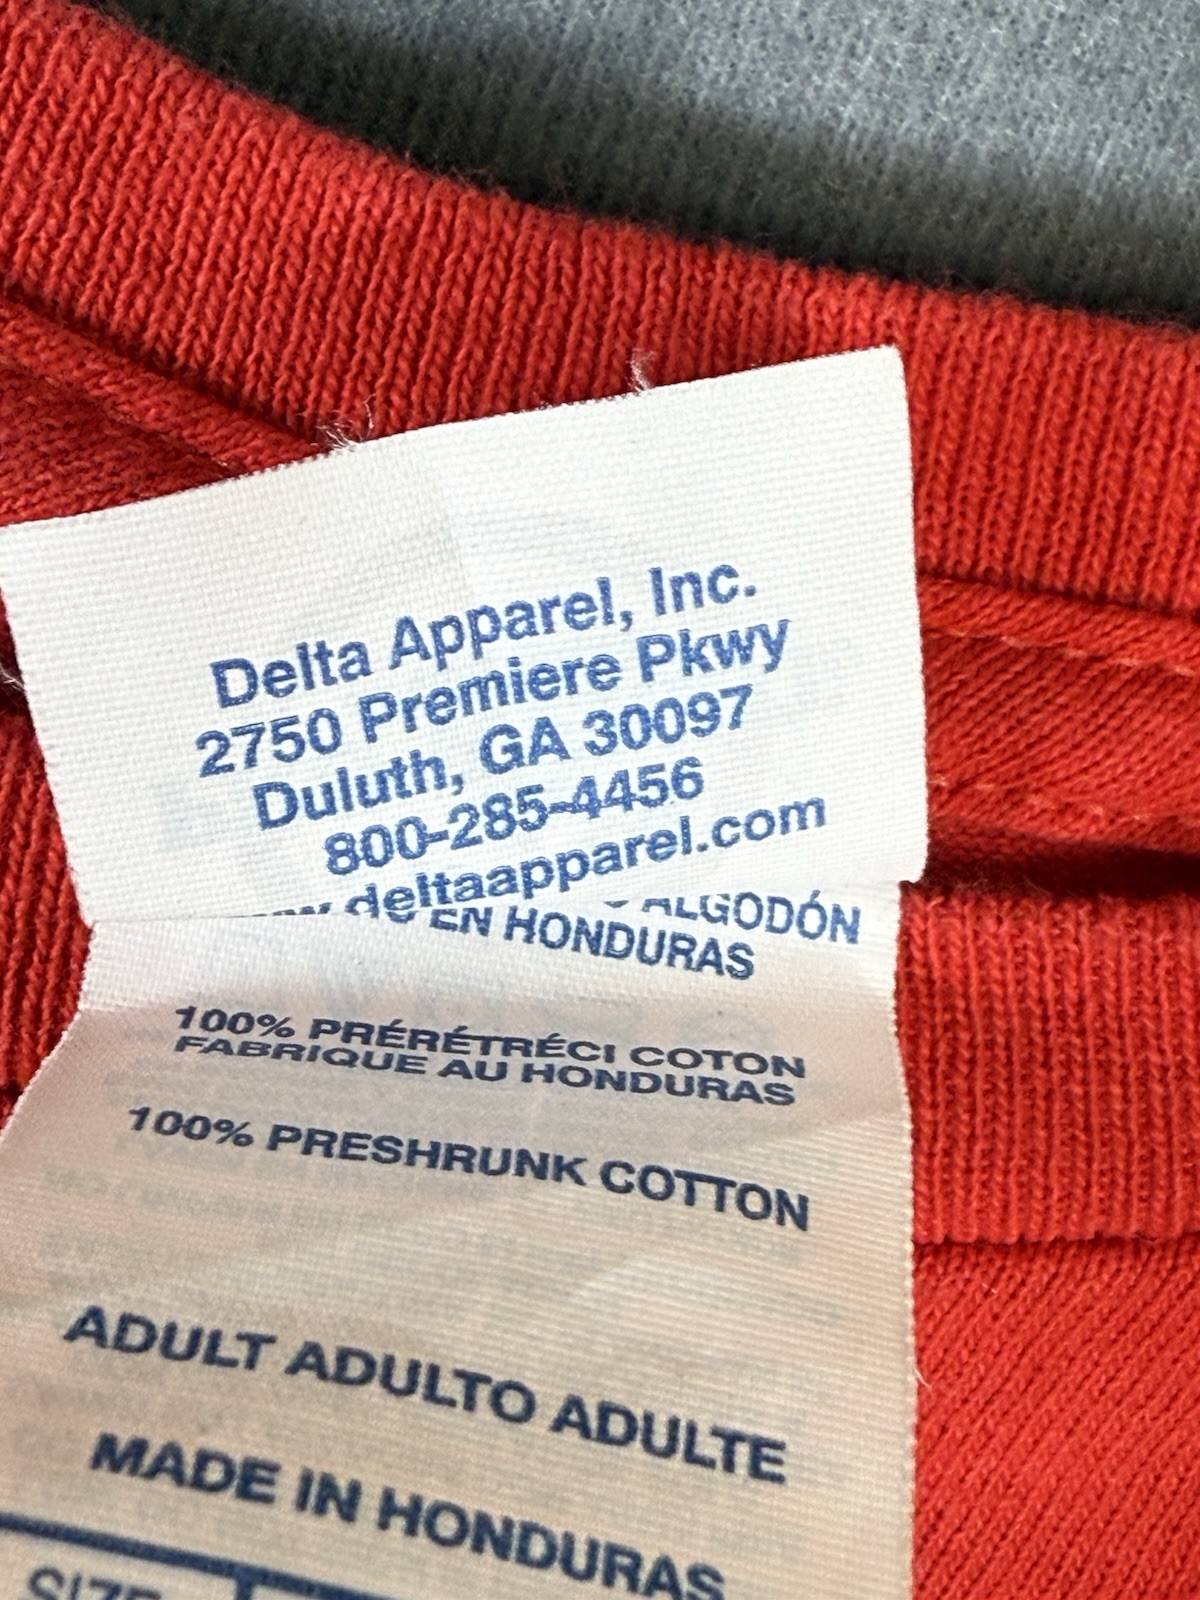 Delta Apparel, Inc.
2750 Premiere Pkwy
Duluth, GA 30097
800-285-4456
deltaapparel.com
ALGODÓN
EN HONDURAS
100% PRÉRÉTRÉCI COTON
FABRIQUE AU HONDURAS
100% PRESHRUNK COTTON
ADULT ADULTO ADULTE
MADE IN HONDURAS
SIZE